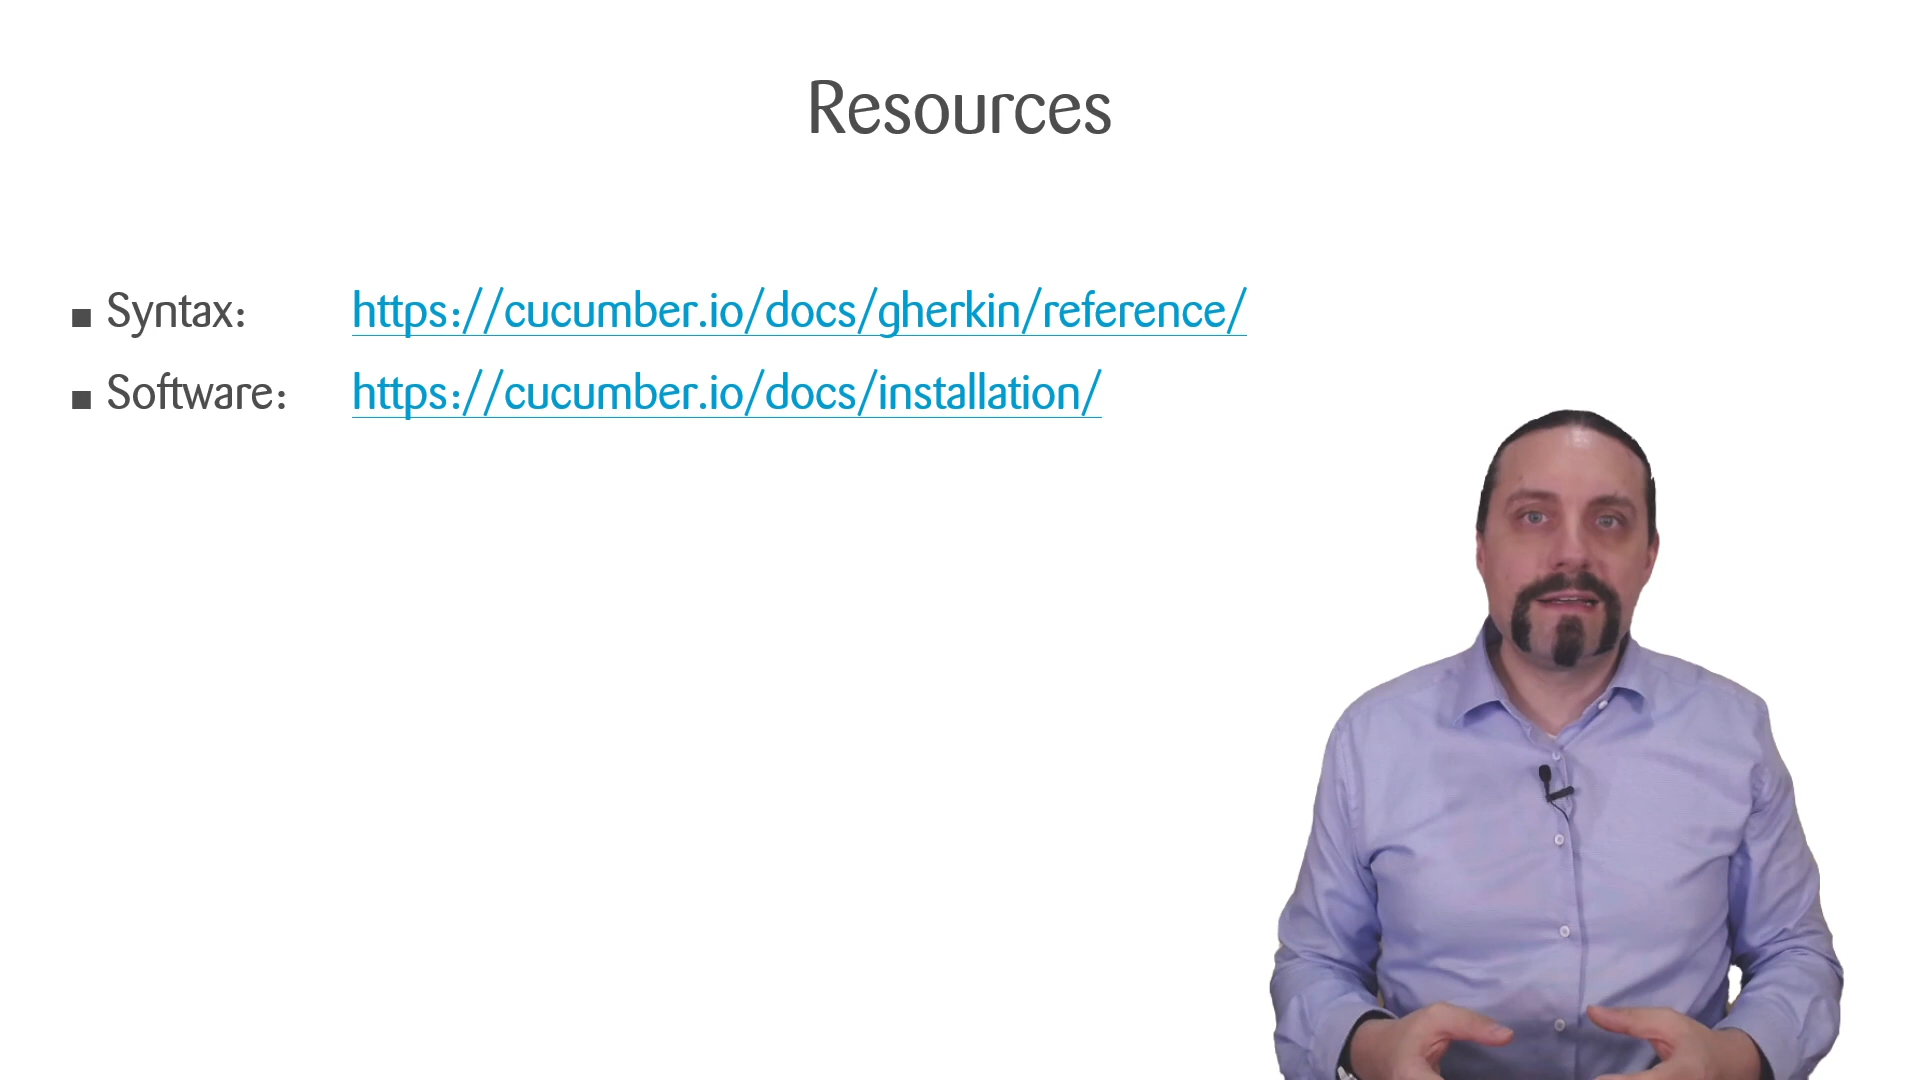 Resources
■ Syntax: https://cucumber.io/docs/gherkin/reference/
■ Software: https://cucumber.io/docs/installation/